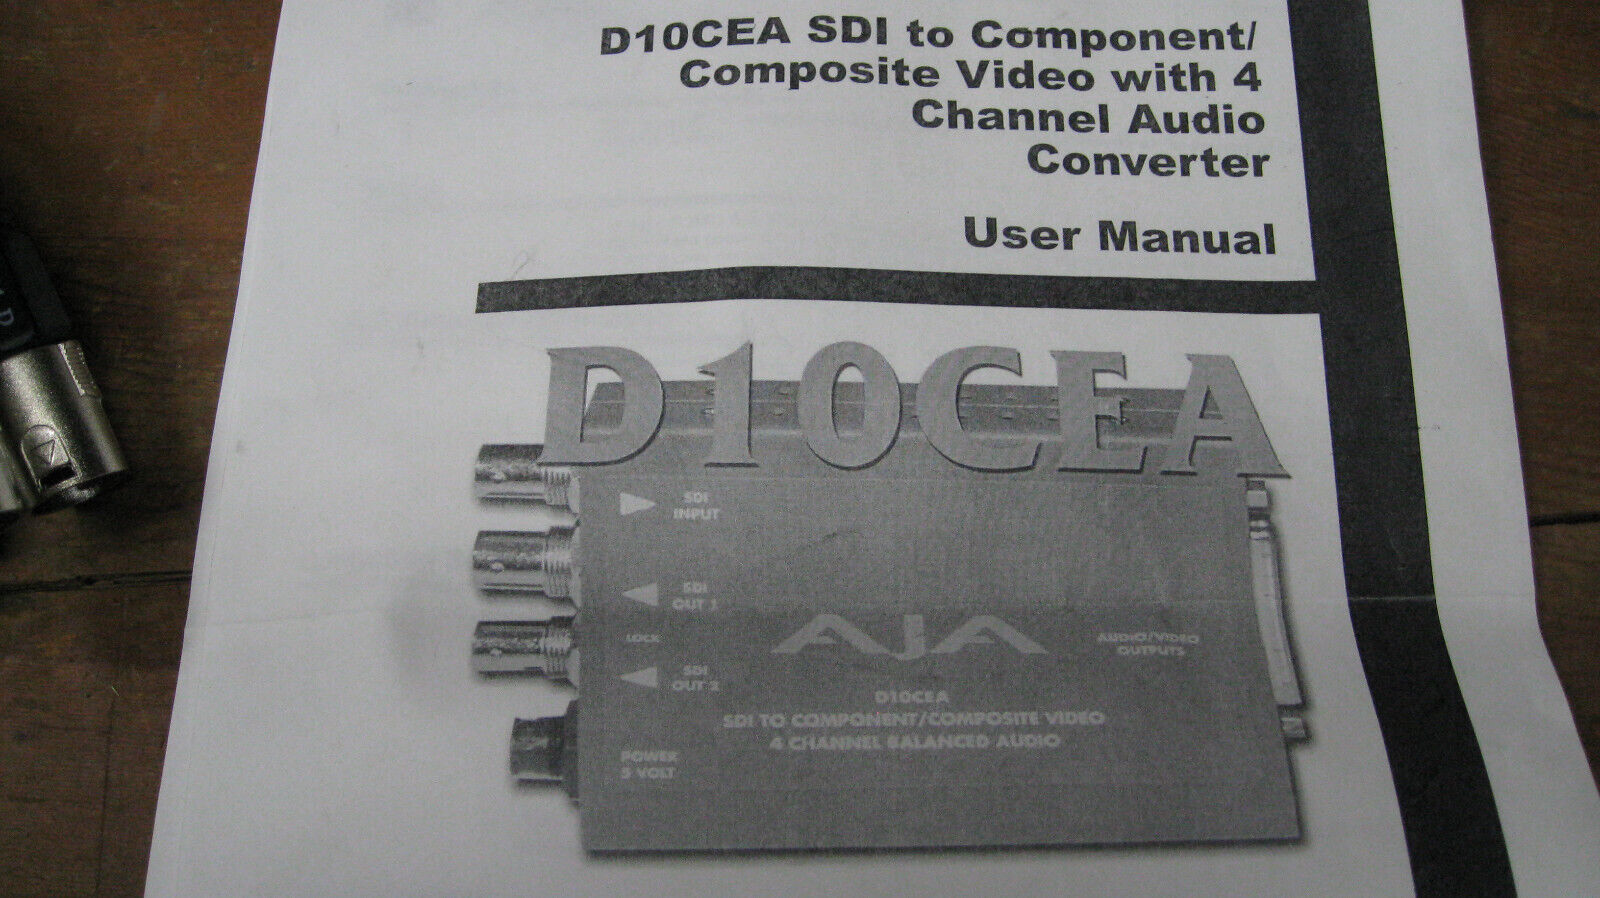 D10CEA SDI to Component/
Composite Video with 4
Channel Audio
Converter
User Manual
D10CEA
SDI
INPUT
SDI
OUT 1
LOCK
SDI
OUT 2
POWER
5 VOLT
AJA
AUDIO/VIDEO
OUTPUTS
D10CEA
SDI TO COMPONENT/COMPOSITE VIDEO
4 CHANNEL BALANCED AUDIO